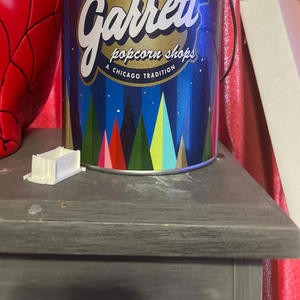 Garrett
popcorn shops
A CHICAGO TRADITION